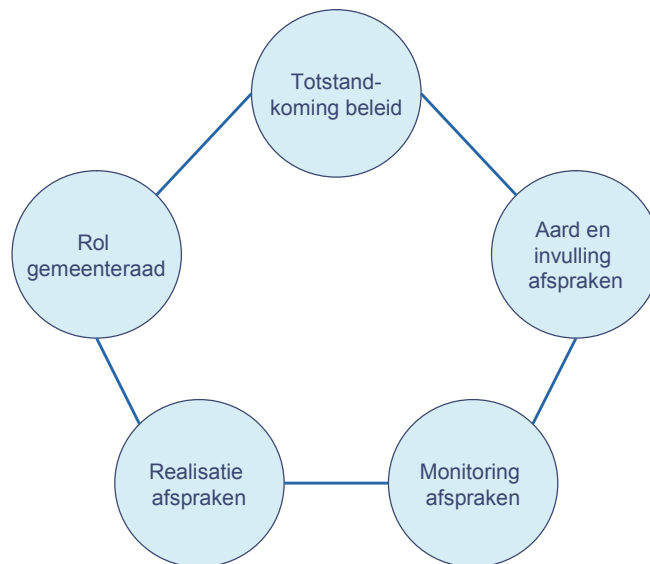 Totstand-
koming beleid
Aard en
invulling
afspraken
Monitoring
afspraken
Realisatie
afspraken
Rol
gemeenteraad